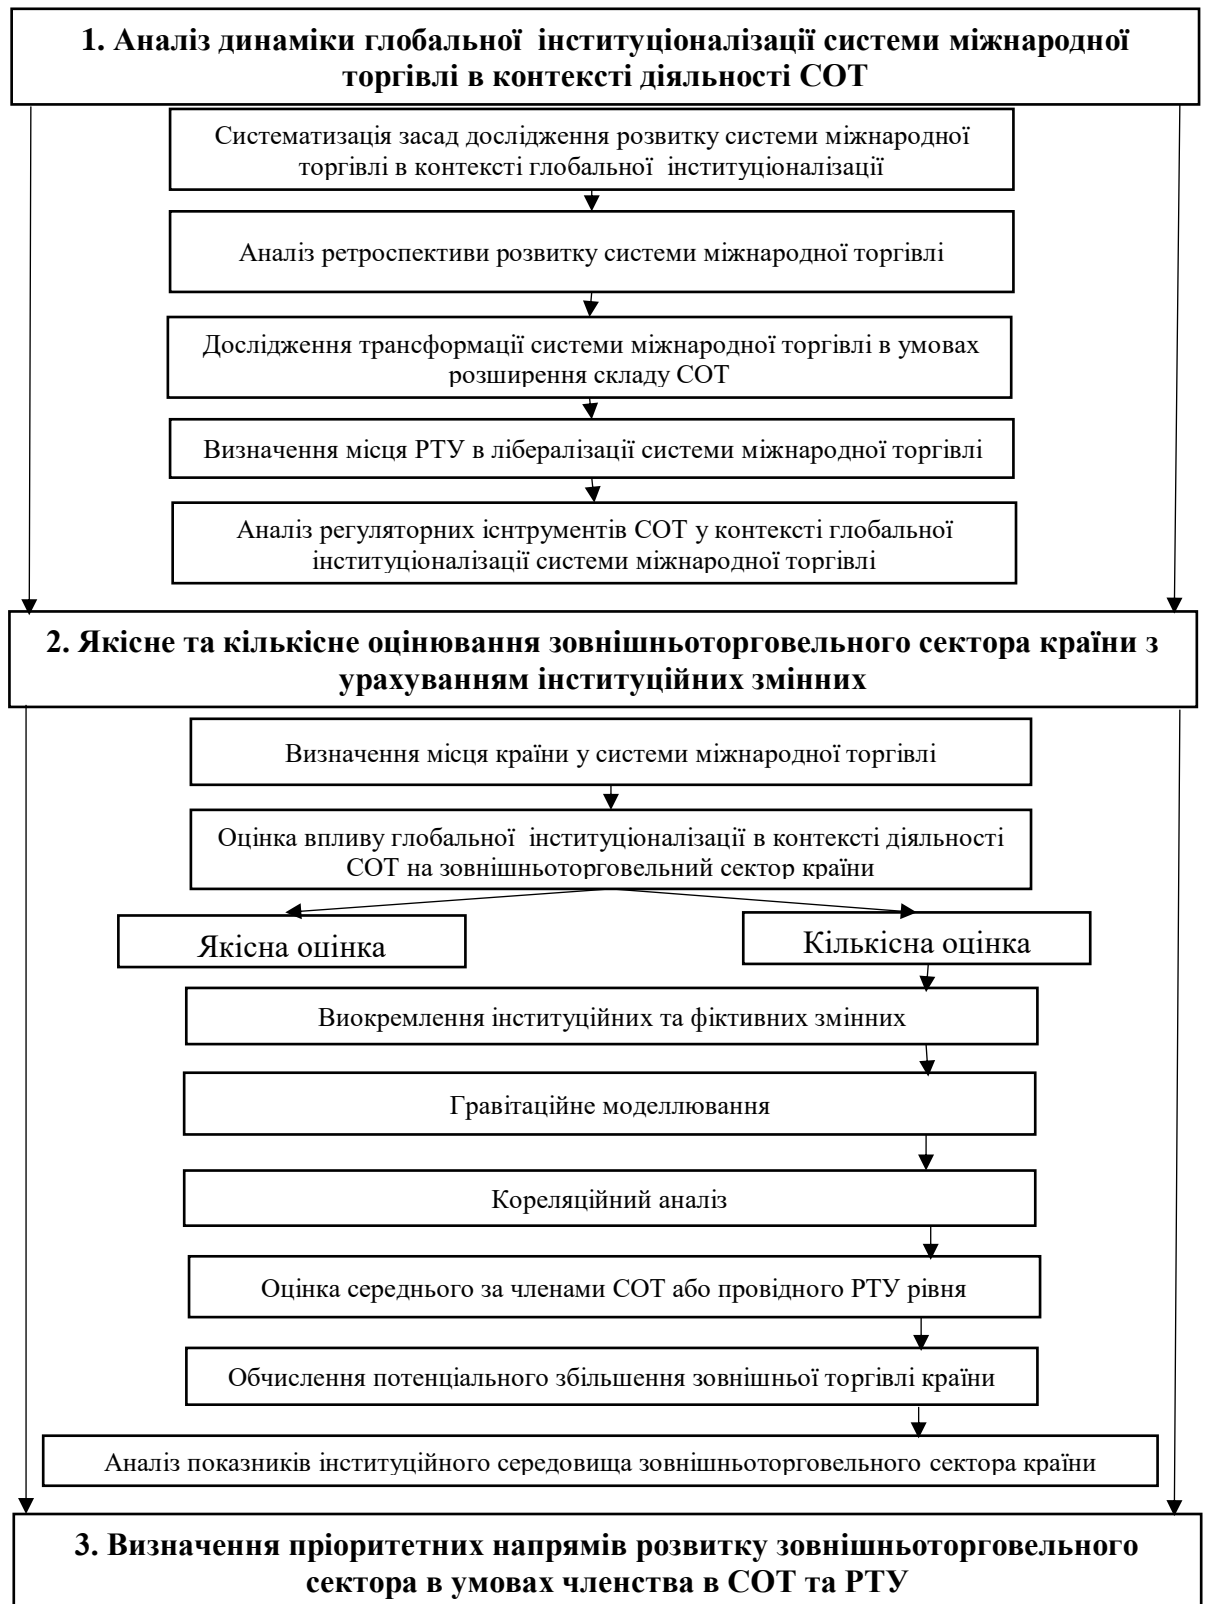 1. Аналіз динаміки глобальної інституціоналізації системи міжнародної
торгівлі в контексті діяльності СОТ
Систематизація засад дослідження розвитку системи міжнародної
торгівлі в контексті глобальної інституціоналізації
Аналіз ретроспективи розвитку системи міжнародної торгівлі
Дослідження трансформації системи міжнародної торгівлі в умовах
розширення складу СОТ
Визначення місця РТУ в лібералізації системи міжнародної торгівлі
Аналіз регуляторних існтрументів СОТ у контексті глобальної
інституціоналізації системи міжнародної торгівлі
2. Якісне та кількісне оцінювання зовнішньоторговельного сектора країни з
урахуванням інституційних змінних
Визначення місця країни у системи міжнародної торгівлі
Оцінка впливу глобальної інституціоналізації в контексті діяльності
СОТ на зовнішньоторговельний сектор країни
Якісна оцінка
Кількісна оцінка
Виокремлення інституційних та фіктивних змінних
Гравітаційне моделлювання
Кореляційний аналіз
Оцінка середнього за членами СОТ або провідного РТУ рівня
Обчислення потенціального збільшення зовнішньої торгівлі країни
Аналіз показників інституційного середовища зовнішньоторговельного сектора країни
3. Визначення пріоритетних напрямів розвитку зовнішньоторговельного
сектора в умовах членства в СОТ та РТУ